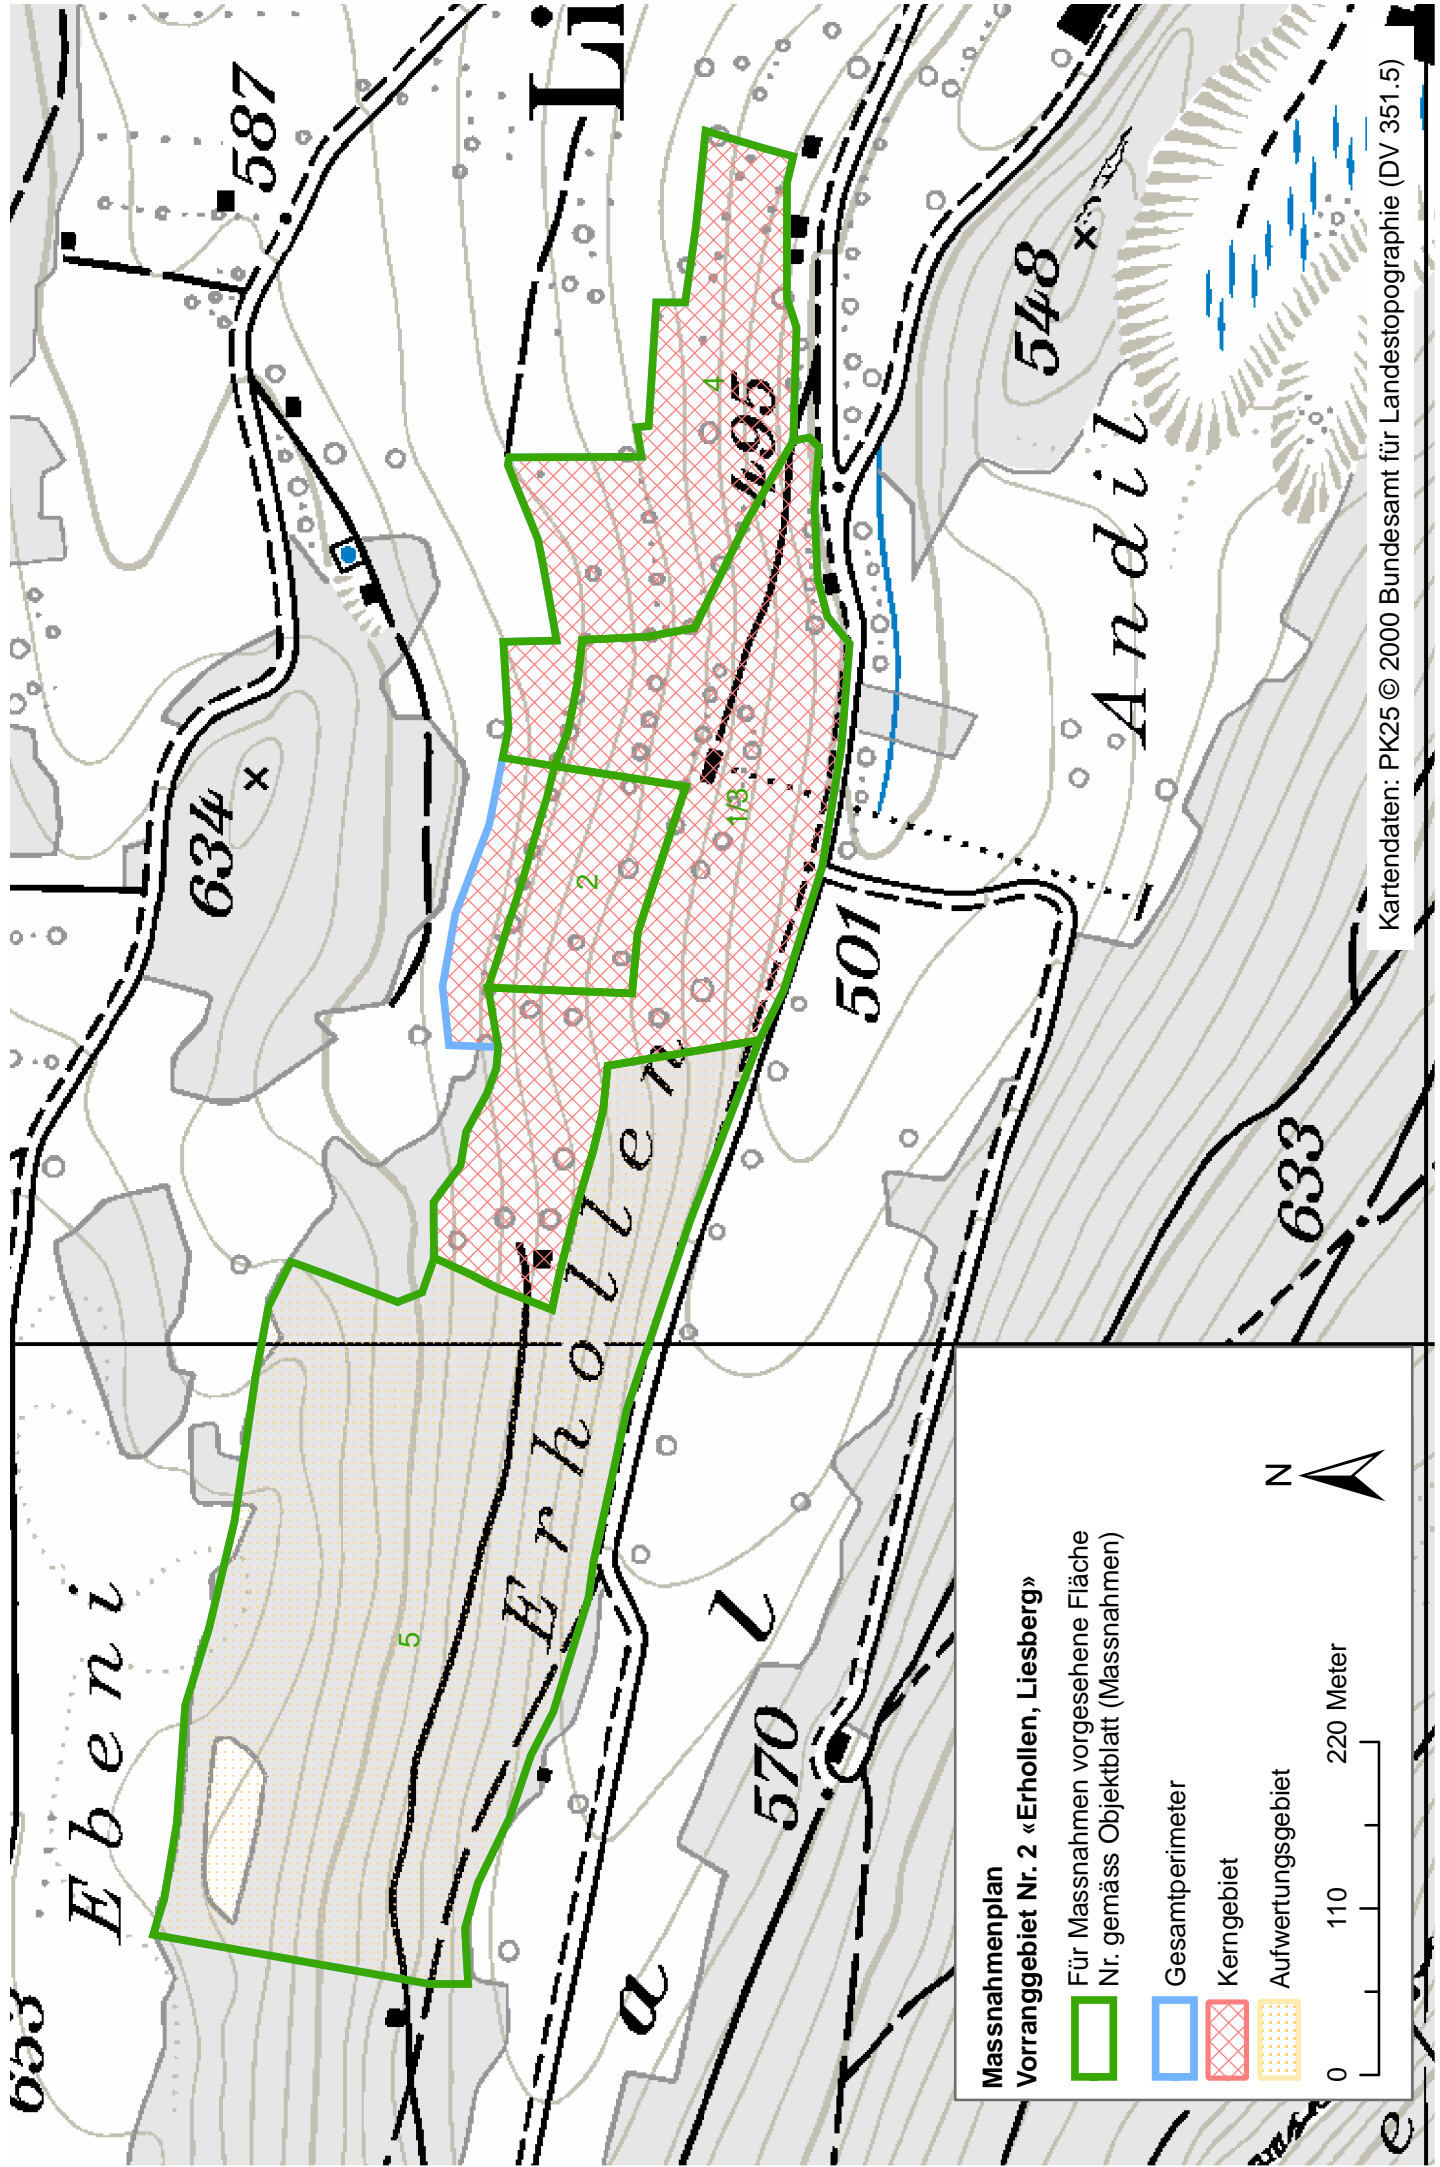 653
Ebeni
634
587
Li
495
4
2
1/3
5
Erhollen
501
548
Andil
a
l
570
633
e
Massnahmenplan
Vorranggebiet Nr. 2 «Erhollen, Liesberg»
Für Massnahmen vorgesehene Fläche
Nr. gemäss Objektblatt (Massnahmen)
Gesamtperimeter
Kerngebiet
Aufwertungsgebiet
0 110 220 Meter
N
Kartendaten: PK25 © 2000 Bundesamt für Landestopographie (DV 351.5)